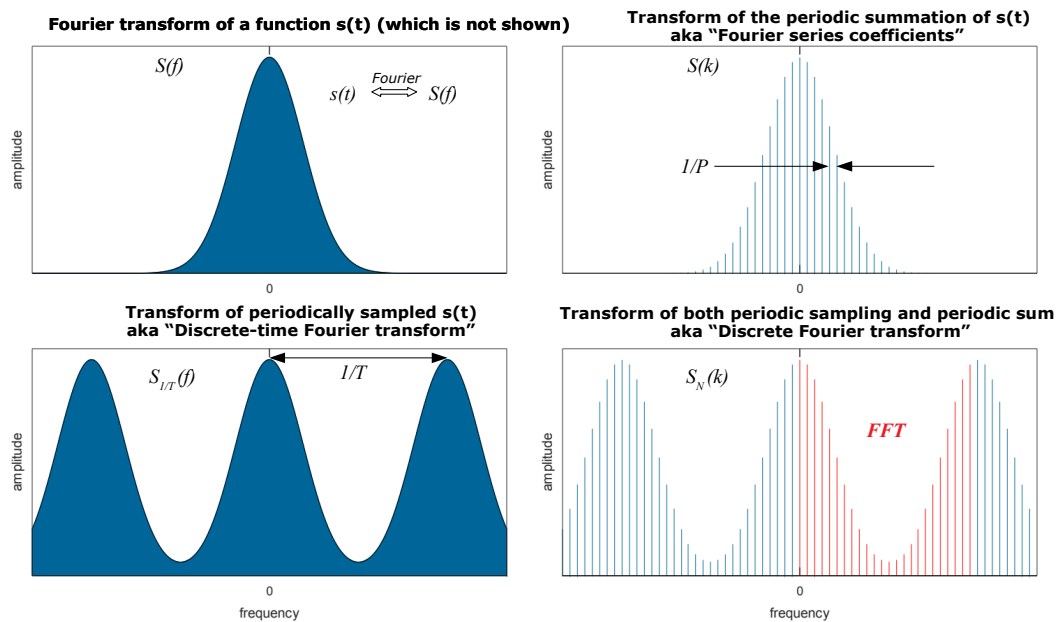 Fourier transform of a function s(t) (which is not shown)
S(f)
Fourier
s(t) S(f)
amplitude
0
Transform of the periodic summation of s(t)
aka “Fourier series coefficients”
S(k)
1/P
amplitude
0
Transform of periodically sampled s(t)
aka “Discrete-time Fourier transform”
S1/T(f)
1/T
amplitude
0
frequency
Transform of both periodic sampling and periodic sum
aka “Discrete Fourier transform”
SN(k)
FFT
amplitude
0
frequency